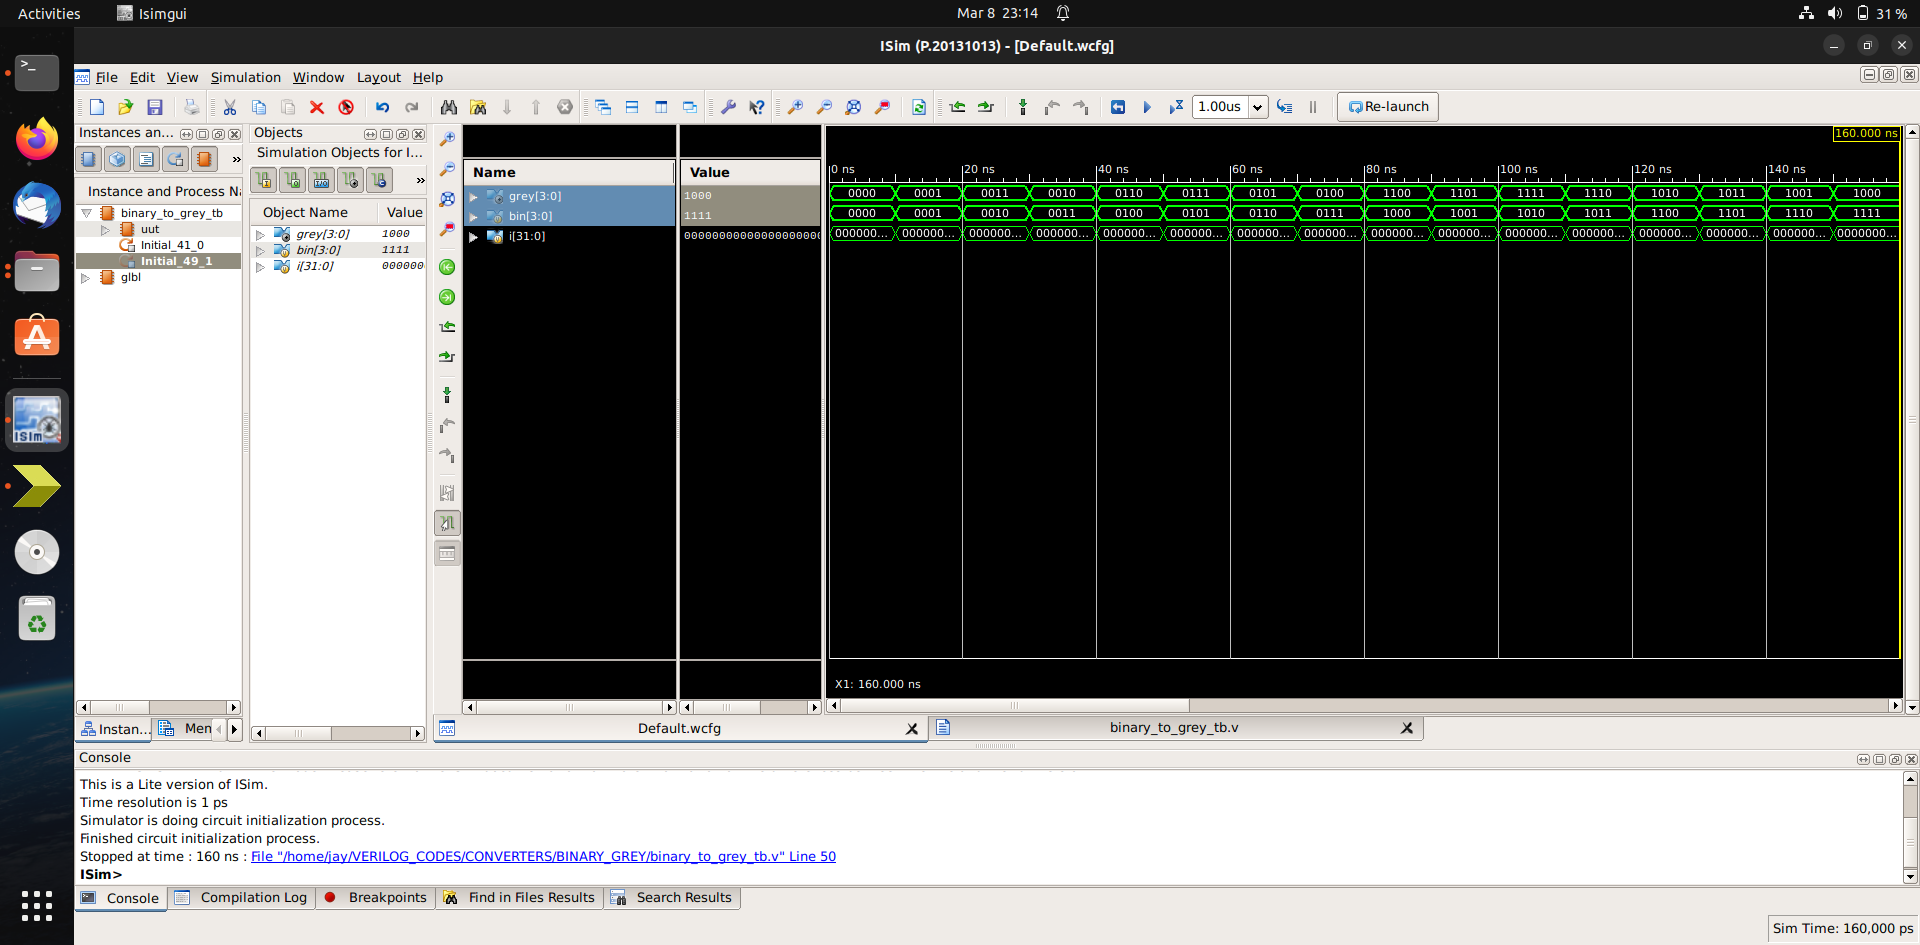 Activities Isimgui Mar 8 23:14 31 %
ISim (P.20131013) - [Default.wcfg]
File Edit View Simulation Window Layout Help
1.00us Re-launch
Instances an...
»
Instance and Process Na
binary_to_grey_tb
uut
Initial_41_0
Initial_49_1
glbl
Instan... Men
Objects
Simulation Objects for I...
»
Object Name Value
grey[3:0] 1000
bin[3:0] 1111
i[31:0] 000000
Name Value
grey[3:0] 1000
bin[3:0] 1111
i[31:0] 00000000000000000000
160.000 ns
0 ns 20 ns 40 ns 60 ns 80 ns 100 ns 120 ns 140 ns
0000 0001 0011 0010 0110 0111 0101 0100 1100 1101 1111 1110 1010 1011 1001 1000
0000 0001 0010 0011 0100 0101 0110 0111 1000 1001 1010 1011 1100 1101 1110 1111
000000... 000000... 000000... 000000... 000000... 000000... 000000... 000000... 000000... 000000... 000000... 000000... 000000... 000000... 000000... 0000000...
X1: 160.000 ns
Default.wcfg binary_to_grey_tb.v
Console
This is a Lite version of ISim.
Time resolution is 1 ps
Simulator is doing circuit initialization process.
Finished circuit initialization process.
Stopped at time : 160 ns : File "/home/jay/VERILOG_CODES/CONVERTERS/BINARY_GREY/binary_to_grey_tb.v" Line 50
ISim>
Console Compilation Log Breakpoints Find in Files Results Search Results
Sim Time: 160,000 ps
ISim